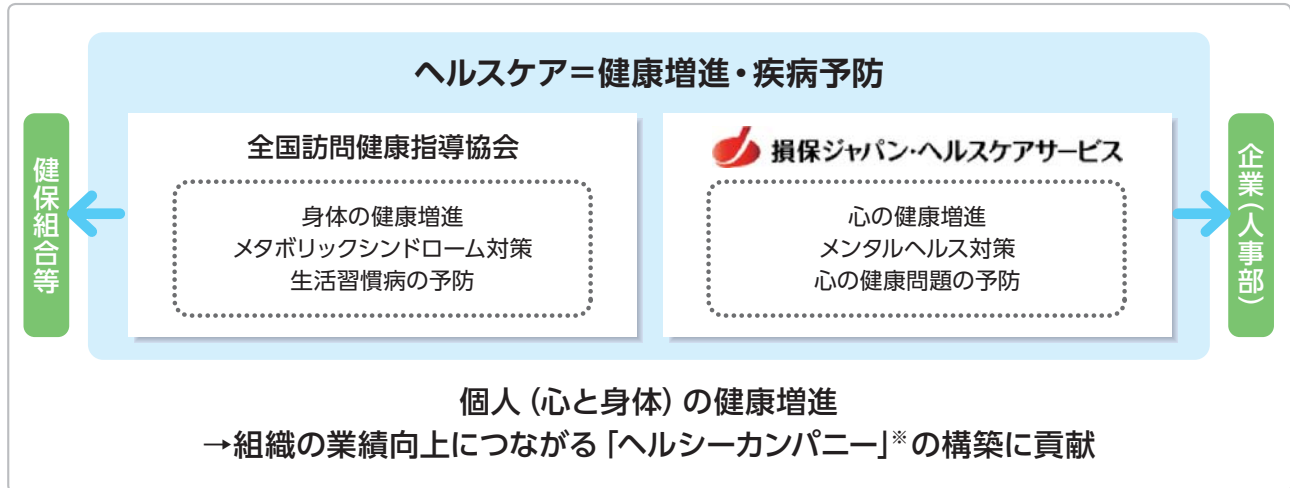 ヘルスケア＝健康増進・疾病予防
健保組合等
全国訪問健康指導協会
身体の健康増進
メタボリックシンドローム対策
生活習慣病の予防
損保ジャパン・ヘルスケアサービス
心の健康増進
メンタルヘルス対策
心の健康問題の予防
企業（人事部）
個人（心と身体）の健康増進
→組織の業績向上につながる「ヘルシーカンパニー」※の構築に貢献